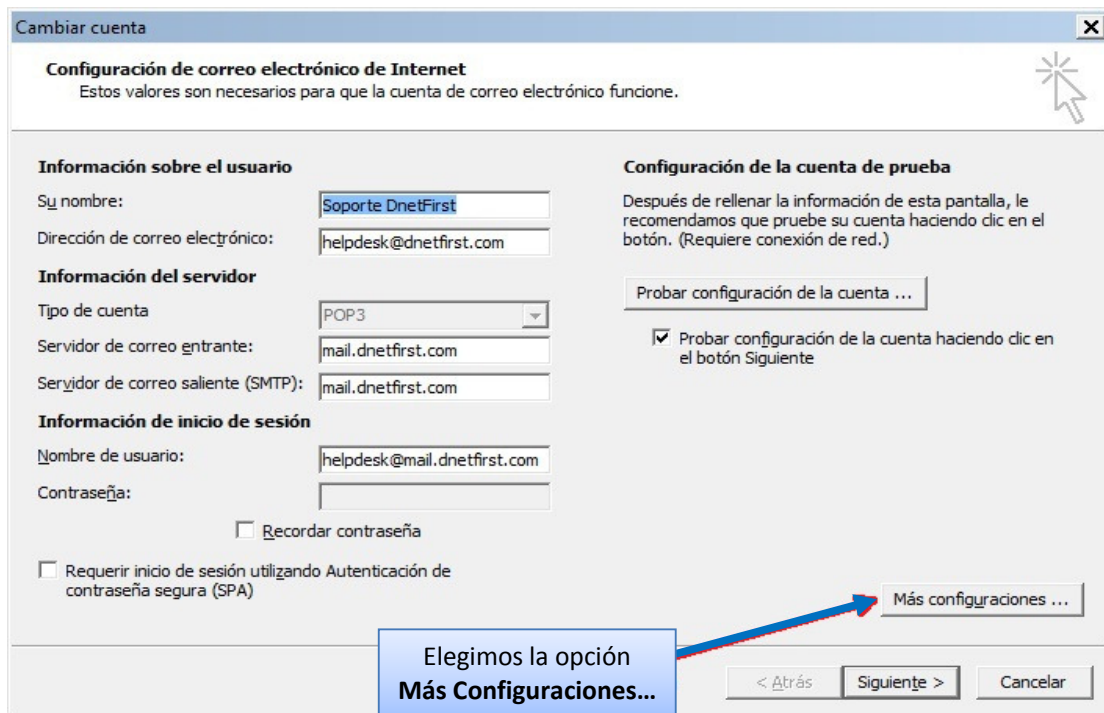 Cambiar cuenta
Configuración de correo electrónico de Internet
Estos valores son necesarios para que la cuenta de correo electrónico funcione.
Información sobre el usuario
Su nombre:
Soporte DnetFirst
Dirección de correo electrónico:
helpdesk@dnetfirst.com
Información del servidor
Tipo de cuenta
POP3
Servidor de correo entrante:
mail.dnetfirst.com
Servidor de correo saliente (SMTP):
mail.dnetfirst.com
Información de inicio de sesión
Nombre de usuario:
helpdesk@mail.dnetfirst.com
Contraseña:
Recordar contraseña
Requerir inicio de sesión utilizando Autenticación de
contraseña segura (SPA)
Configuración de la cuenta de prueba
Después de rellenar la información de esta pantalla, le
recomendamos que pruebe su cuenta haciendo clic en el
botón. (Requiere conexión de red.)
Probar configuración de la cuenta ...
Probar configuración de la cuenta haciendo clic en
el botón Siguiente
Más configuraciones ...
Elegimos la opción
Más Configuraciones...
< Atrás
Siguiente >
Cancelar